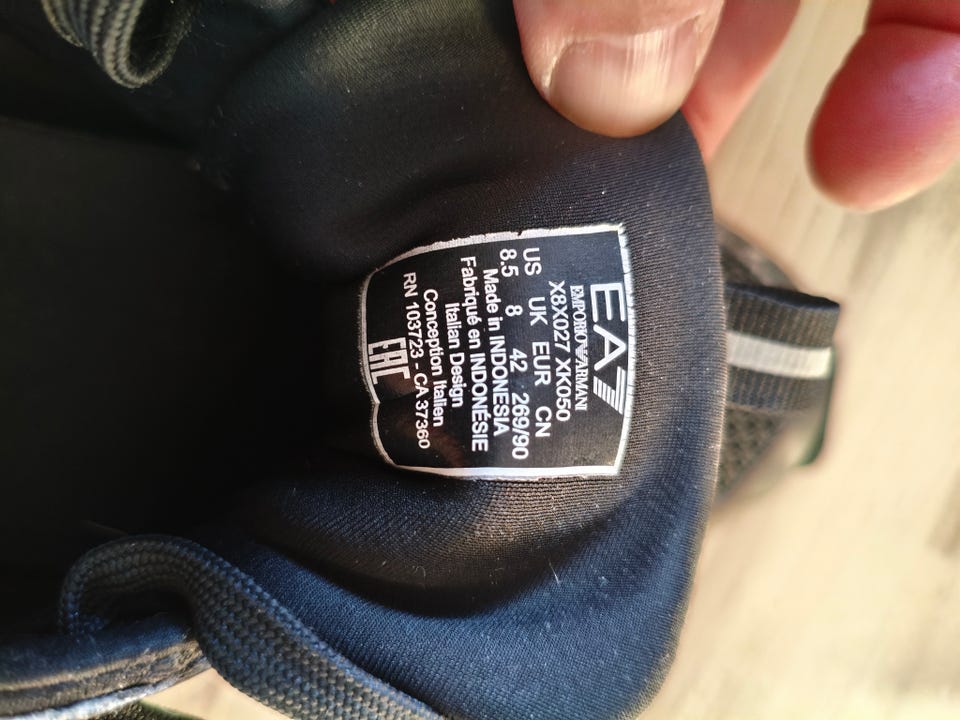 EA7
EMPORIO ARMANI
X8X027 XK050
US UK EUR CN
8.5 8 42 269/90
Made in INDONESIA
Fabriqué en INDONÉSIE
Italian Design
Conception Italien
RN 103723 - CA 37360
EAC